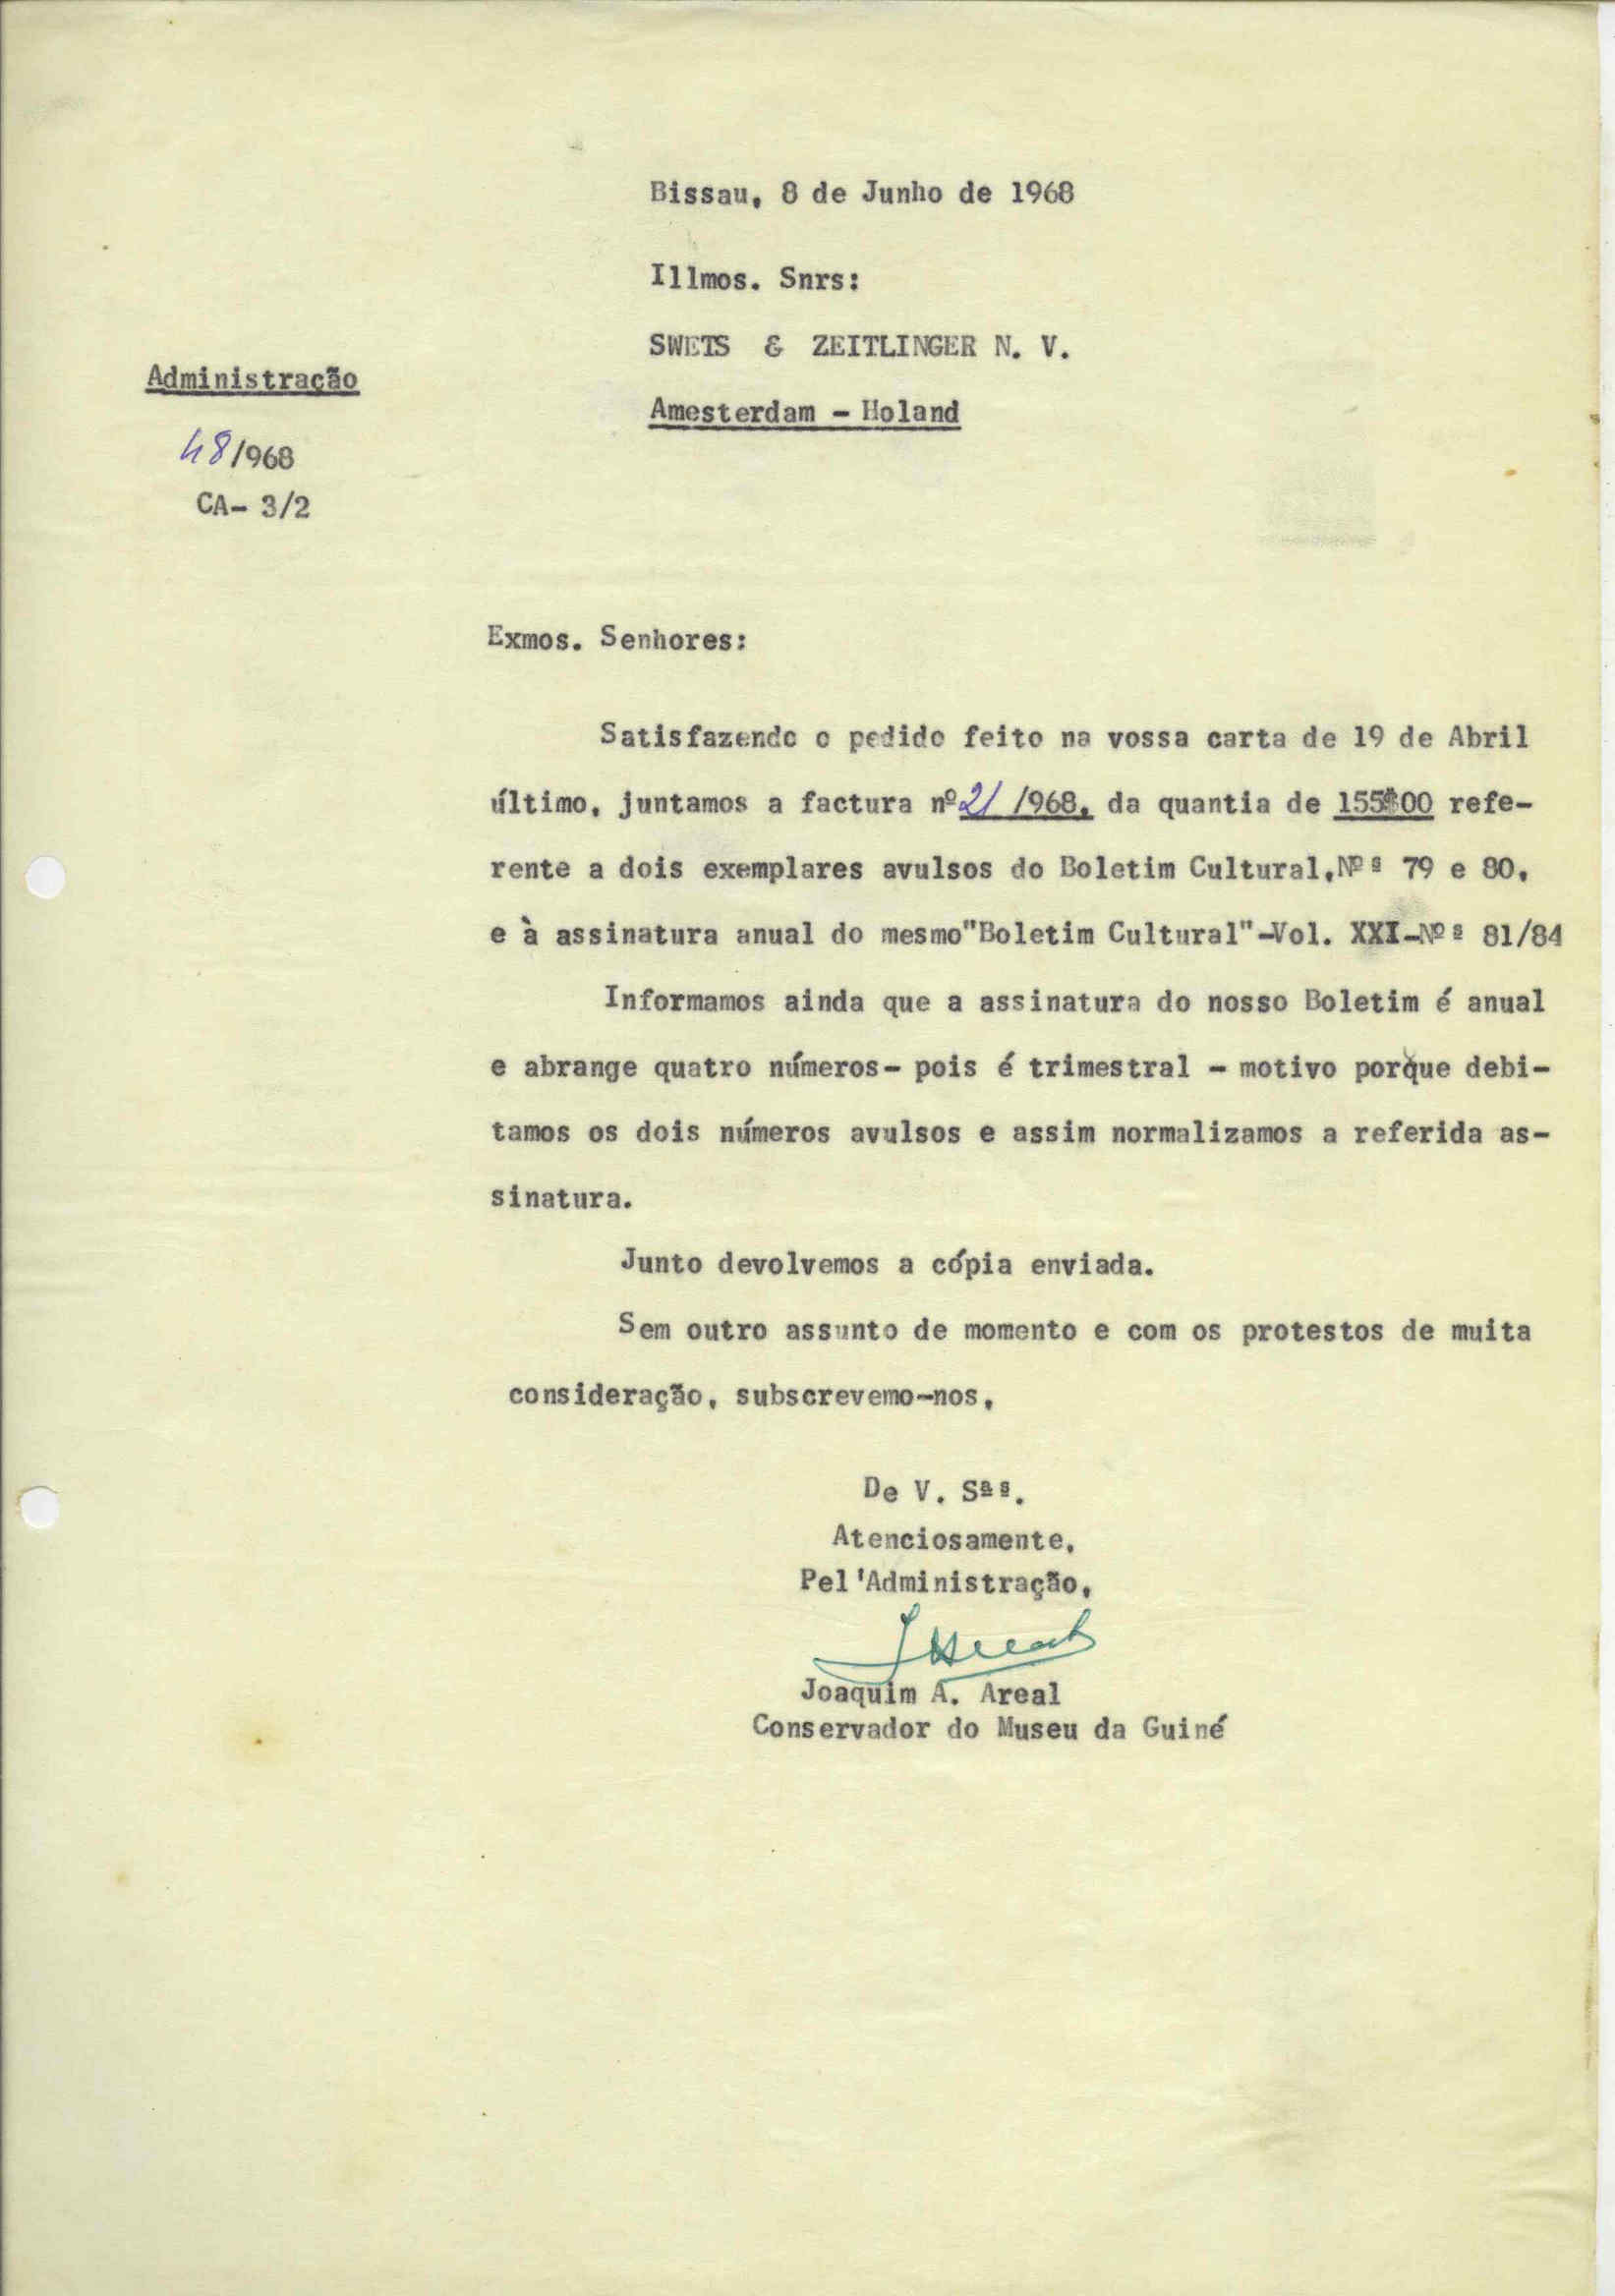 Bissau, 8 de Junho de 1968
Illmos. Snrs:
SWETS & ZEITLINGER N. V.
Administração
Amesterdam - Holand
48/968
CA- 3/2
Exmos. Senhores:
Satisfazendo o pedido feito na vossa carta de 19 de Abril
último, juntamos a factura nº21 /968, da quantia de 155$00 refe-
rente a dois exemplares avulsos do Boletim Cultural,Nºs 79 e 80,
e à assinatura anual do mesmo"Boletim Cultural"-Vol. XXI-Nºs 81/84
Informamos ainda que a assinatura do nosso Boletim é anual
e abrange quatro números- pois é trimestral - motivo porque debi-
tamos os dois números avulsos e assim normalizamos a referida as-
sinatura.
Junto devolvemos a cópia enviada.
Sem outro assunto de momento e com os protestos de muita
consideração, subscrevemo-nos,
De V. Sªs.
Atenciosamente,
Pel'Administração,
JAreal
Joaquim A. Areal
Conservador do Museu da Guiné